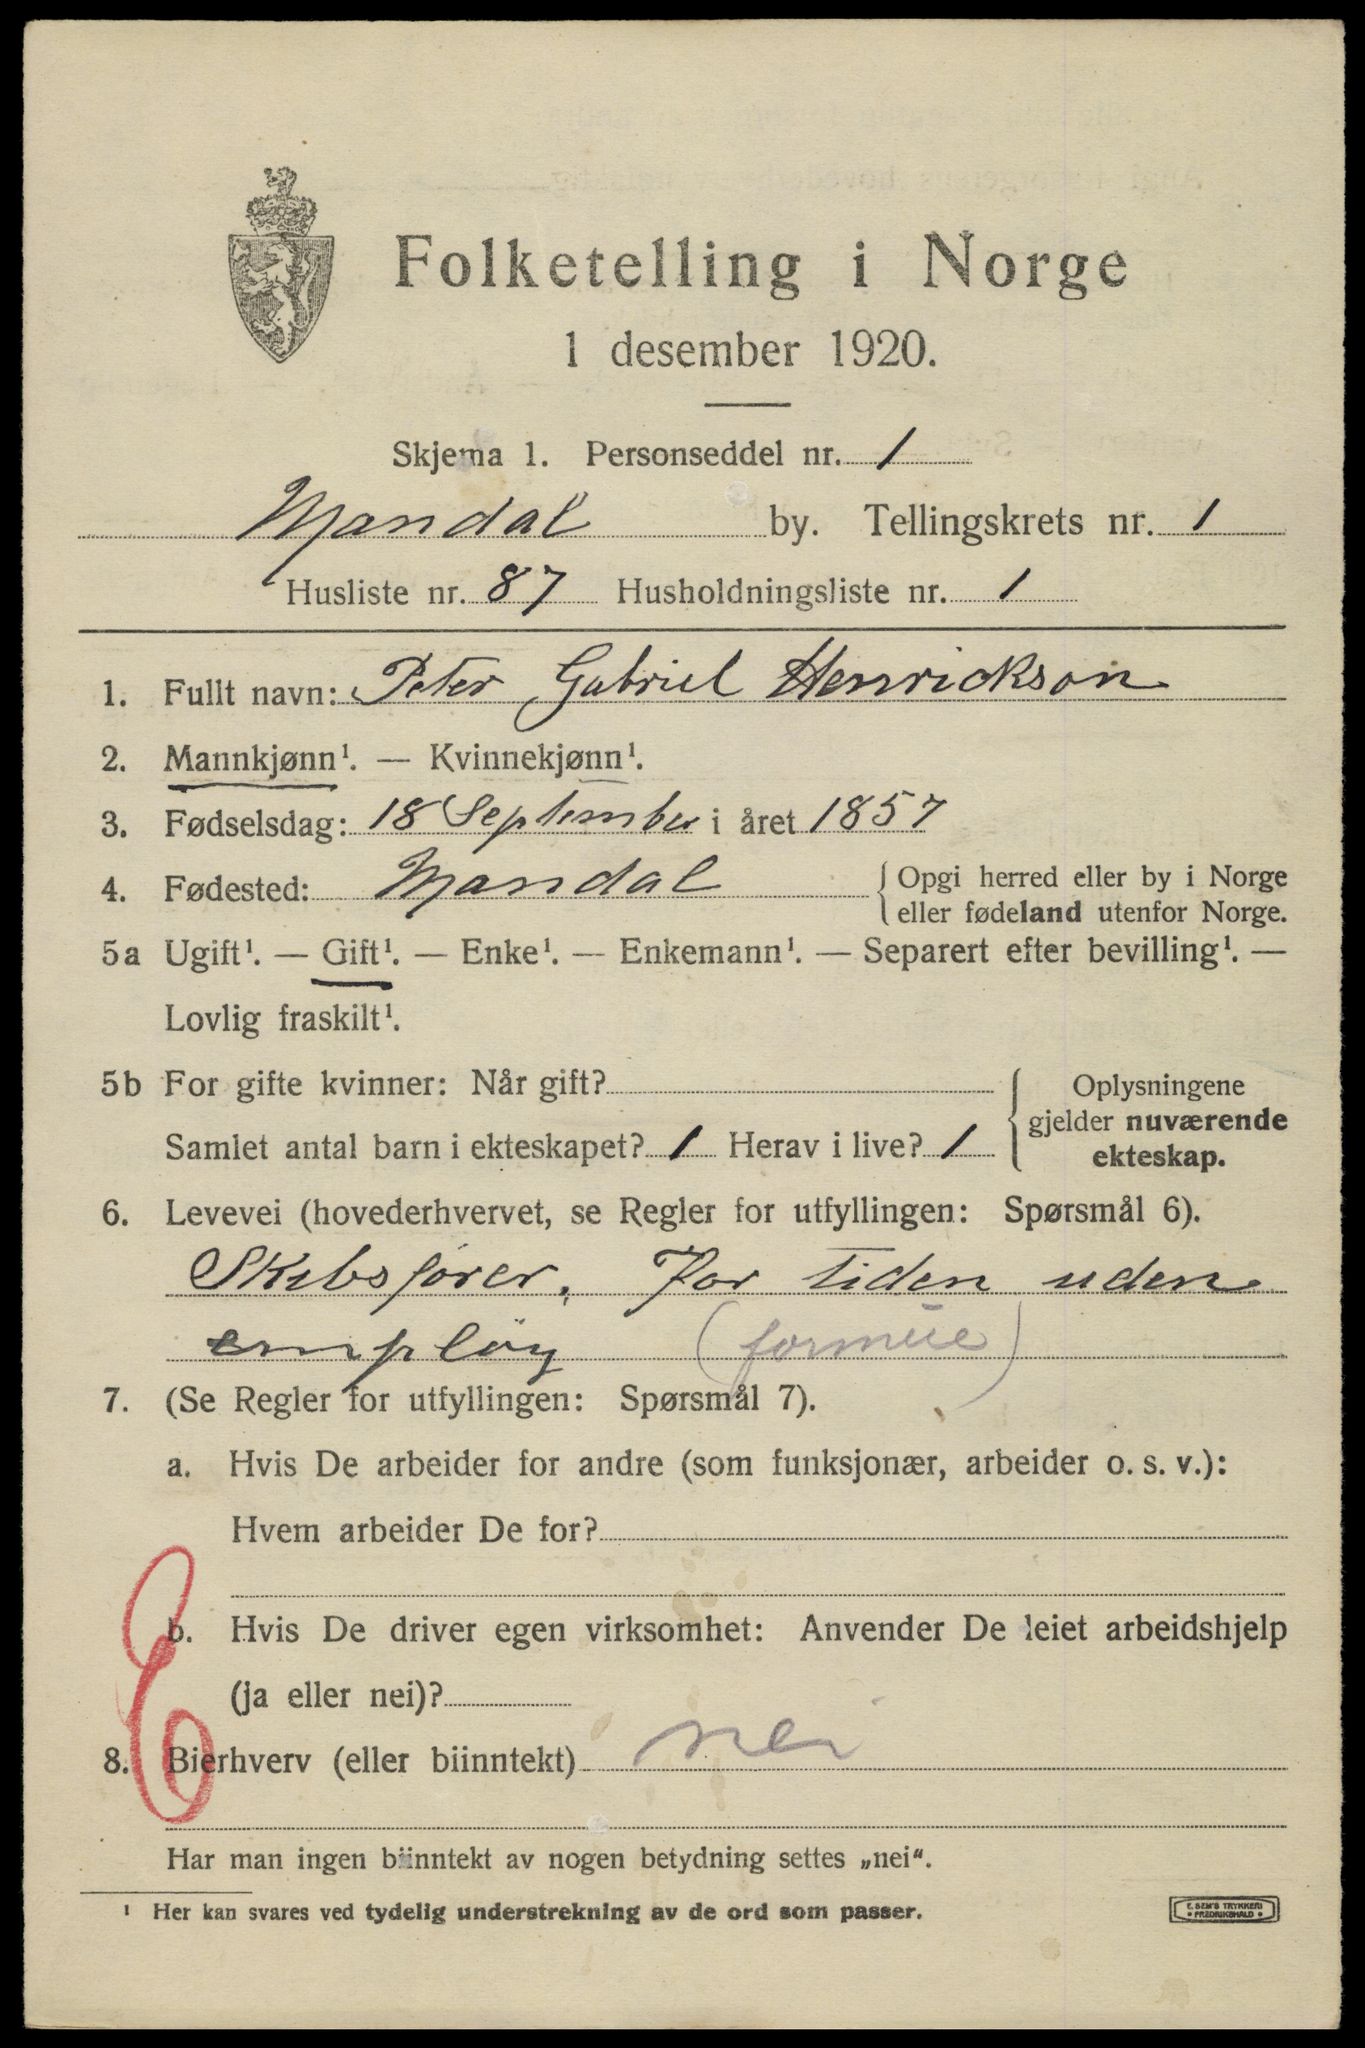 Folketelling i Norge
1 desember 1920.
Skjema 1. Personseddel nr. 1
Mandal by. Tellingskrets nr. 1
Husliste nr. 87 Husholdningsliste nr. 1
1. Fullt navn: Peter Gabriel Henrickson
2. Mannkjønn¹. — Kvinnekjønn¹.
3. Fødselsdag: 18 September i året 1857
4. Fødested: Mandal { Opgi herred eller by i Norge
eller fødeland utenfor Norge.
5a Ugift¹. — Gift¹. — Enke¹. — Enkemann¹. — Separert efter bevilling¹. —
Lovlig fraskilt¹.
5b For gifte kvinner: Når gift?
Samlet antal barn i ekteskapet? 1 Herav i live? 1
Oplysningene
gjelder nuværende
ekteskap.
6. Levevei (hovederhvervet, se Regler for utfyllingen: Spørsmål 6).
Skibsfører. For tiden uden
empløy (formue)
7. (Se Regler for utfyllingen: Spørsmål 7).
a. Hvis De arbeider for andre (som funksjonær, arbeider o. s. v.):
Hvem arbeider De for?
b. Hvis De driver egen virksomhet: Anvender De leiet arbeidshjelp
(ja eller nei)?
8. Bierhverv (eller biinntekt) nei
Har man ingen biinntekt av nogen betydning settes „nei“.
¹ Her kan svares ved tydelig understrekning av de ord som passer.
E. SEM'S TRYKKERI
• FREDRIKSHALD •